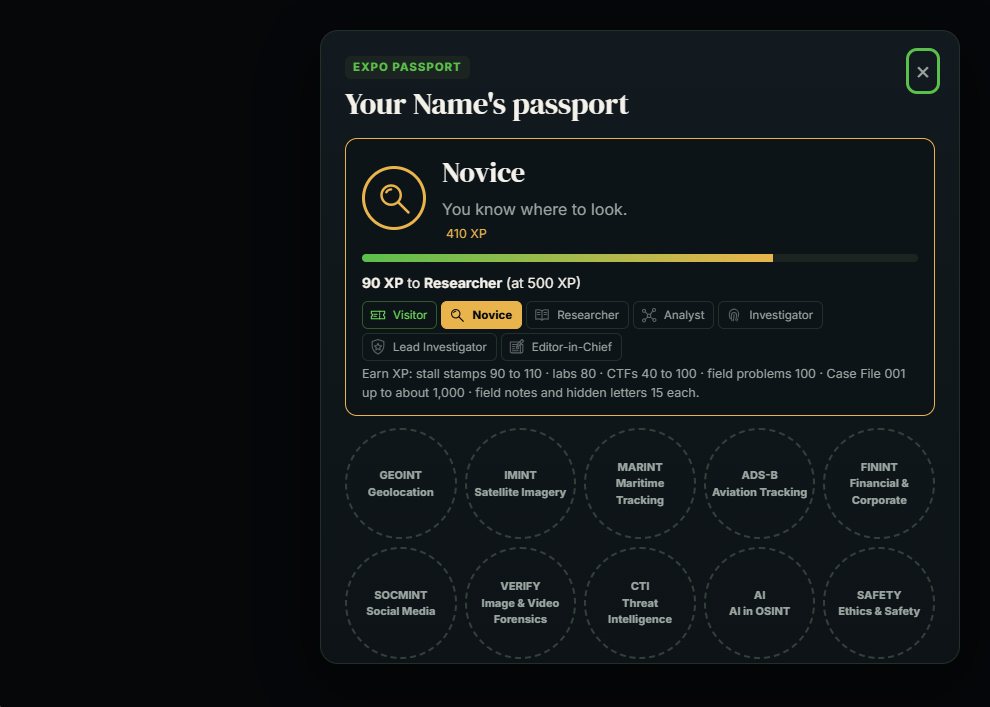 EXPO PASSPORT
Your Name's passport
Novice
You know where to look.
410 XP
90 XP to Researcher (at 500 XP)
Visitor Novice Researcher Analyst Investigator
Lead Investigator Editor-in-Chief
Earn XP: stall stamps 90 to 110 · labs 80 · CTFs 40 to 100 · field problems 100 · Case File 001
up to about 1,000 · field notes and hidden letters 15 each.
GEOINT
Geolocation
IMINT
Satellite Imagery
MARINT
Maritime
Tracking
ADS-B
Aviation Tracking
FININT
Financial &
Corporate
SOCMINT
Social Media
VERIFY
Image & Video
Forensics
CTI
Threat
Intelligence
AI
AI in OSINT
SAFETY
Ethics & Safety